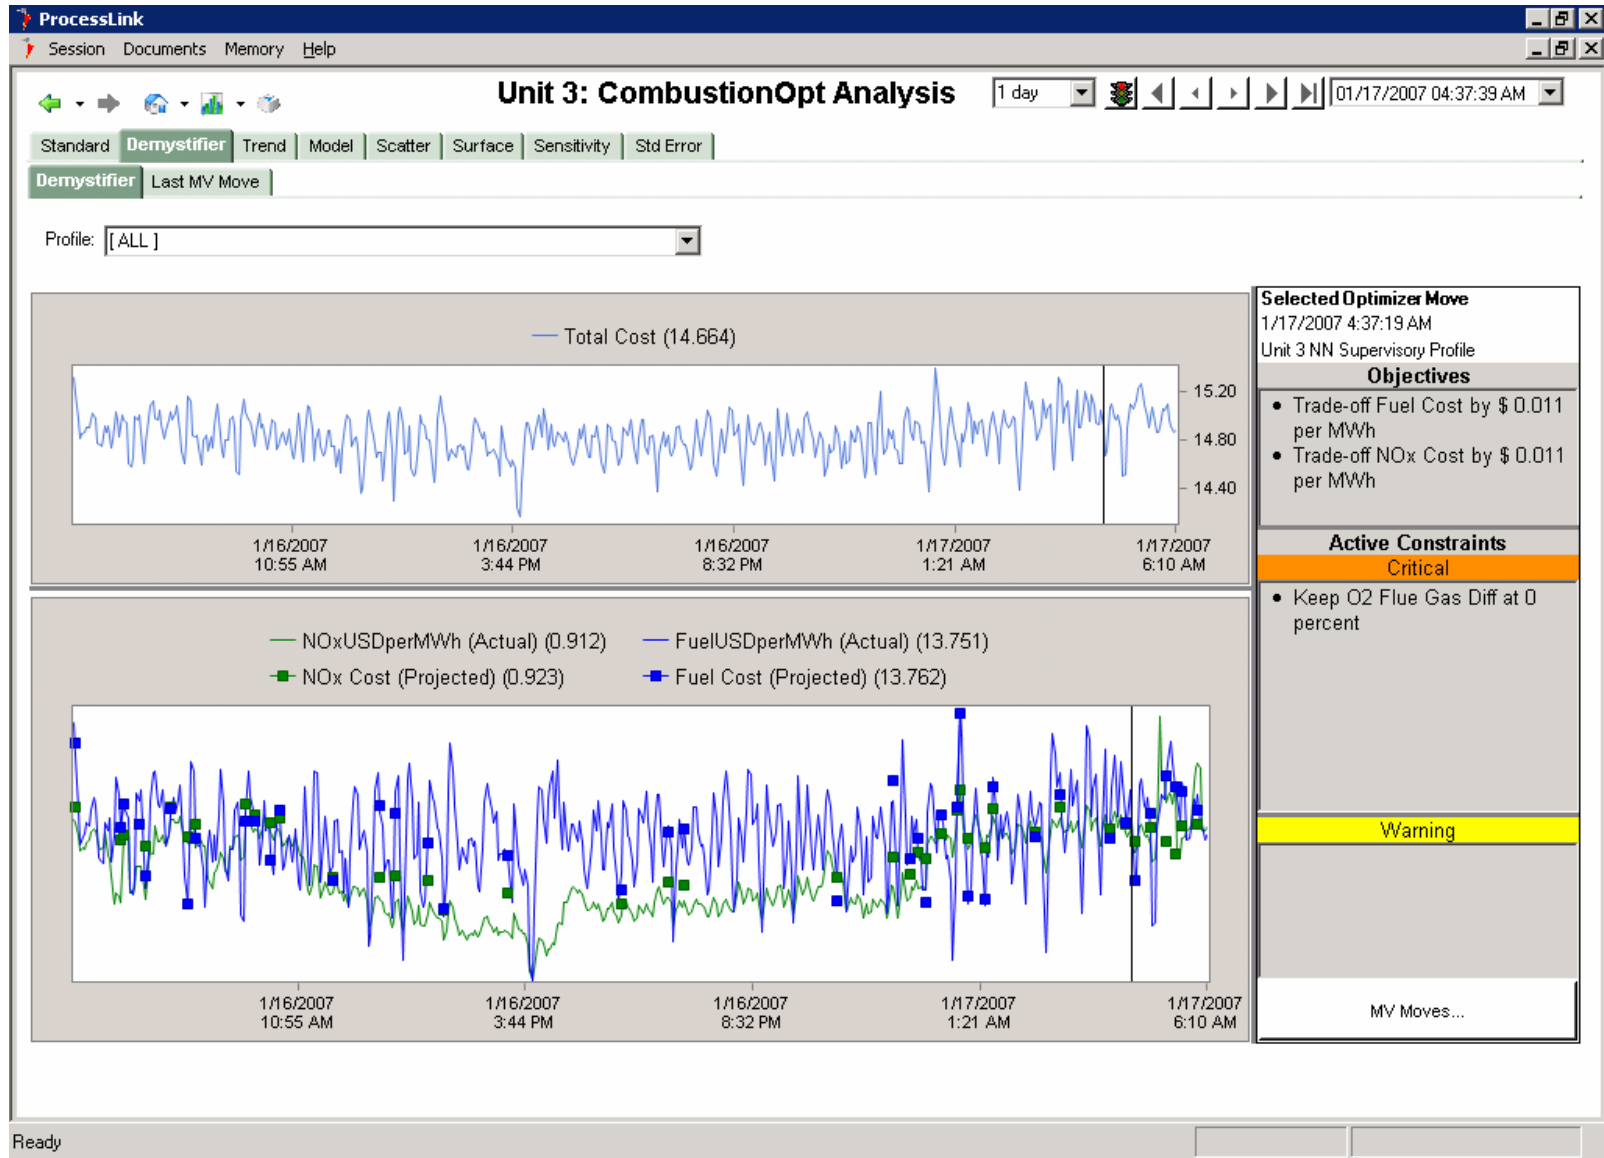 ProcessLink
Session Documents Memory Help
Unit 3: CombustionOpt Analysis
1 day
01/17/2007 04:37:39 AM
Standard Demystifier Trend Model Scatter Surface Sensitivity Std Error
Demystifier Last MV Move
Profile: [ ALL ]
Total Cost (14.664)
15.20
14.80
14.40
1/16/2007 1/16/2007 1/16/2007 1/17/2007 1/17/2007
10:55 AM 3:44 PM 8:32 PM 1:21 AM 6:10 AM
NOxUSDperMWh (Actual) (0.912) FuelUSDperMWh (Actual) (13.751)
NOx Cost (Projected) (0.923) Fuel Cost (Projected) (13.762)
1/16/2007 1/16/2007 1/16/2007 1/17/2007 1/17/2007
10:55 AM 3:44 PM 8:32 PM 1:21 AM 6:10 AM
Selected Optimizer Move
1/17/2007 4:37:19 AM
Unit 3 NN Supervisory Profile
Objectives
• Trade-off Fuel Cost by $ 0.011
per MWh
• Trade-off NOx Cost by $ 0.011
per MWh
Active Constraints
Critical
• Keep O2 Flue Gas Diff at 0
percent
Warning
MV Moves...
Ready